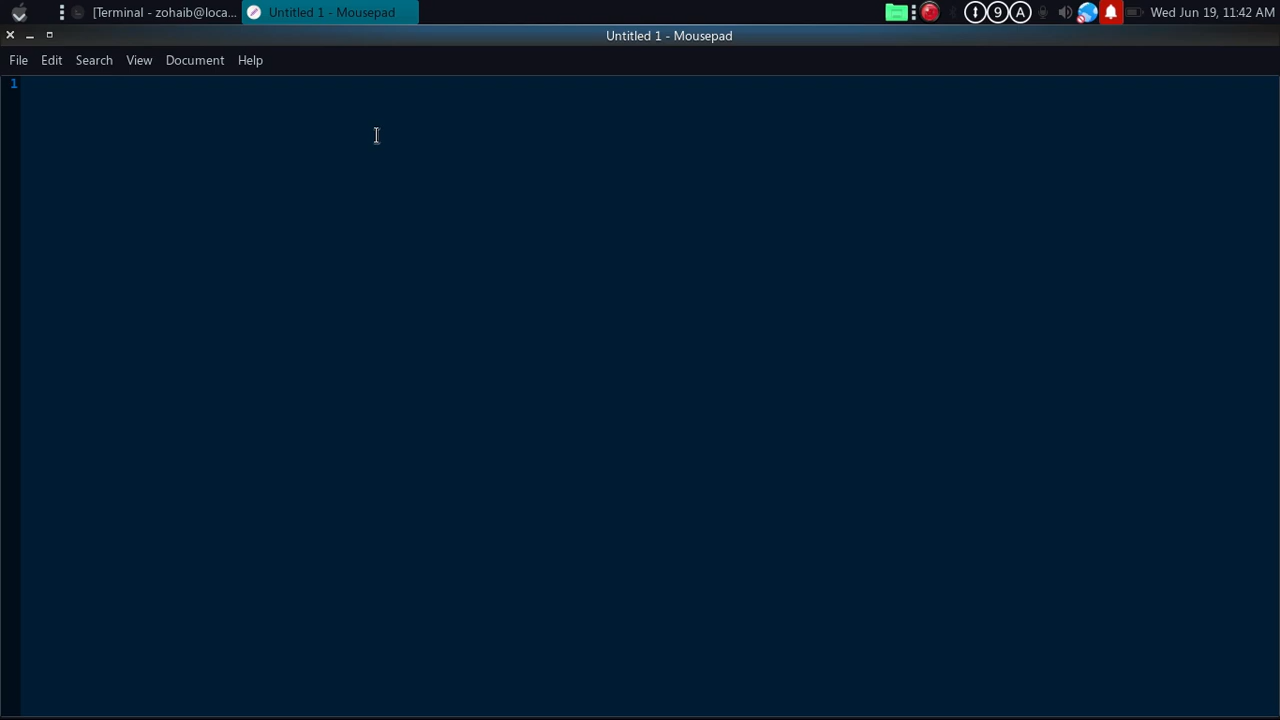 [Terminal - zohaib@loca... Untitled 1 - Mousepad 9 A Wed Jun 19, 11:42 AM
Untitled 1 - Mousepad
File Edit Search View Document Help
1